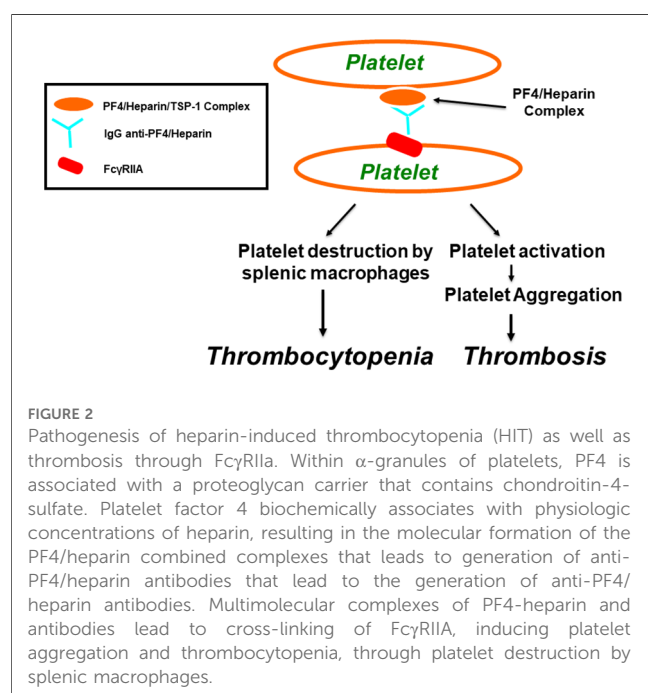 Platelet
PF4/Heparin/TSP-1 Complex
IgG anti-PF4/Heparin
FcγRIIA
PF4/Heparin
Complex
Platelet
Platelet destruction by
splenic macrophages
Platelet activation
Platelet Aggregation
Thrombocytopenia
Thrombosis
FIGURE 2
Pathogenesis of heparin-induced thrombocytopenia (HIT) as well as
thrombosis through FcγRIIa. Within α-granules of platelets, PF4 is
associated with a proteoglycan carrier that contains chondroitin-4-
sulfate. Platelet factor 4 biochemically associates with physiologic
concentrations of heparin, resulting in the molecular formation of the
PF4/heparin combined complexes that leads to generation of anti-
PF4/heparin antibodies that lead to the generation of anti-PF4/
heparin antibodies. Multimolecular complexes of PF4-heparin and
antibodies lead to cross-linking of FcγRIIA, inducing platelet
aggregation and thrombocytopenia, through platelet destruction by
splenic macrophages.